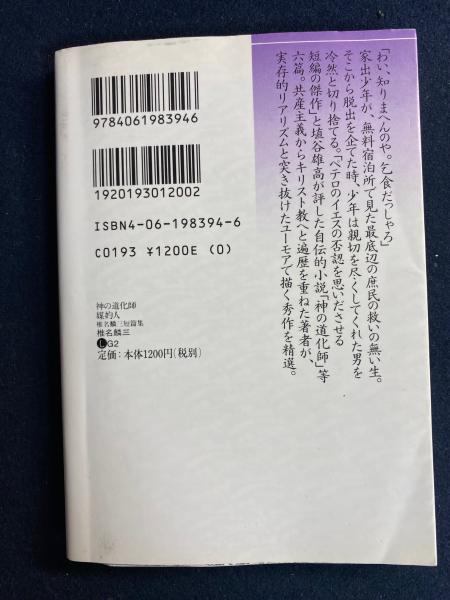 「わい、知りまへんのや。乞食だっしゃろ」
家出少年が、無料宿泊所で見た最底辺の庶民の救いの無い生。
そこから脱出を企てた時、少年は親切を尽くしてくれた男を
冷然と切り捨てる。「ペテロのイエスの否認を思いださせる
短編の傑作」と埴谷雄高が評した自伝的小説「神の道化師」等
六篇。共産主義からキリスト教へと遍歴を重ねた著者が、
実存的リアリズムと突き抜けたユーモアで描く秀作を精選。
9784061983946
1920193012002
ISBN4-06-198394-6
C0193 ¥1200E (0)
神の道化師
媒妁人
椎名麟三短篇集
椎名麟三
L G2
定価：本体1200円(税別)